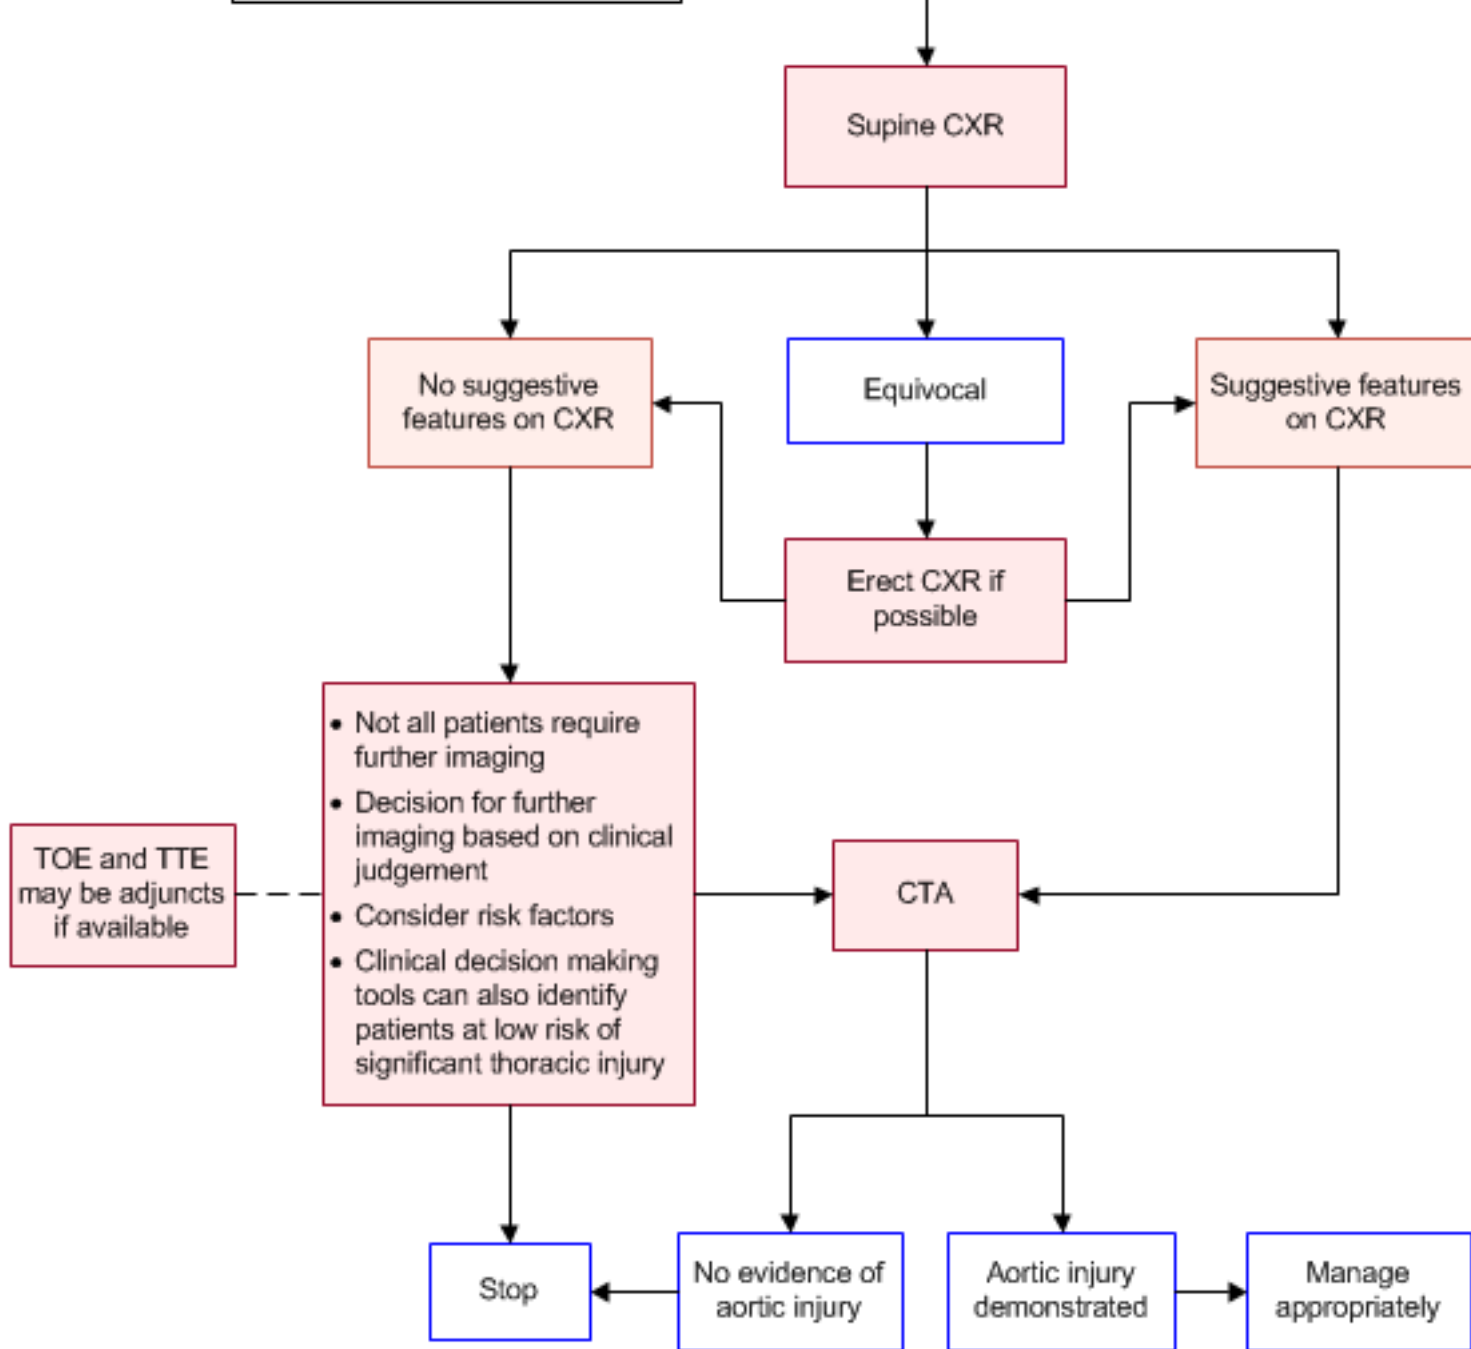 Supine CXR
No suggestive
features on CXR
Equivocal
Suggestive features
on CXR
Erect CXR if
possible
• Not all patients require
further imaging
• Decision for further
imaging based on clinical
judgement
• Consider risk factors
• Clinical decision making
tools can also identify
patients at low risk of
significant thoracic injury
TOE and TTE
may be adjuncts
if available
CTA
Stop
No evidence of
aortic injury
Aortic injury
demonstrated
Manage
appropriately